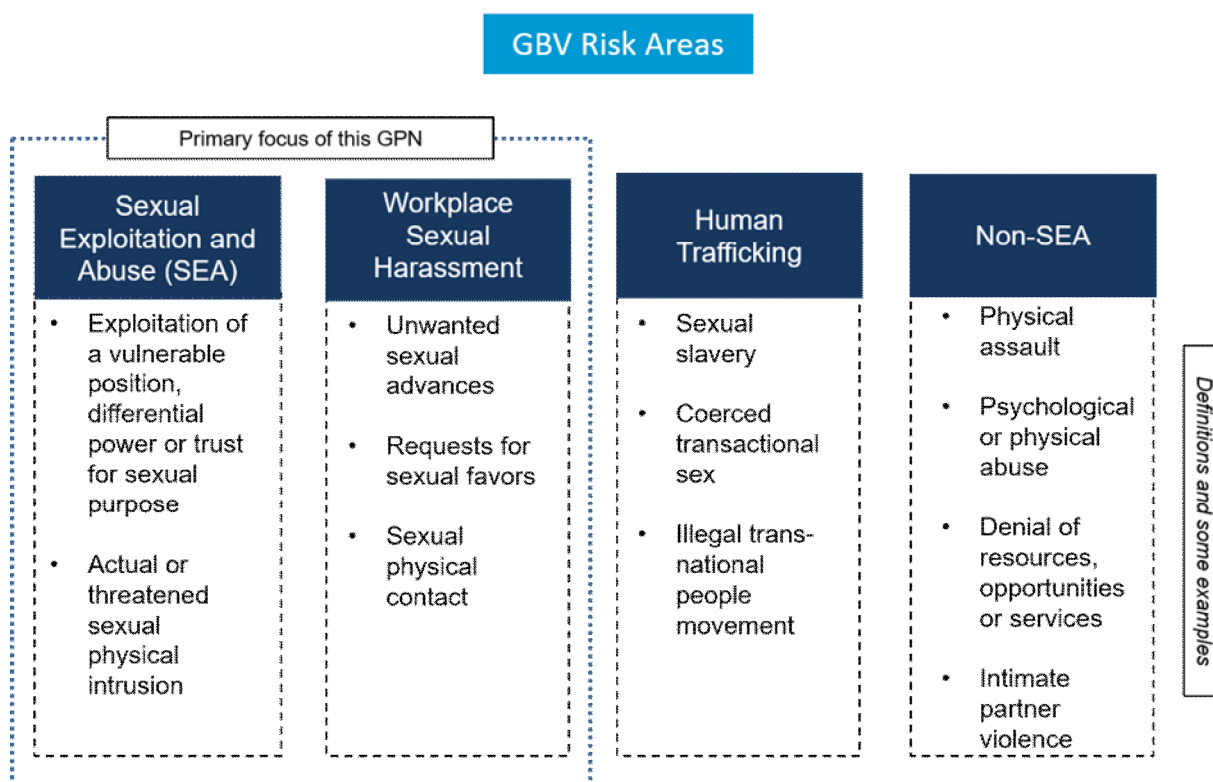 GBV Risk Areas
Primary focus of this GPN
Sexual
Exploitation and
Abuse (SEA)
• Exploitation of
a vulnerable
position,
differential
power or trust
for sexual
purpose
• Actual or
threatened
sexual
physical
intrusion
Workplace
Sexual
Harassment
• Unwanted
sexual
advances
• Requests for
sexual favors
• Sexual
physical
contact
Human
Trafficking
• Sexual
slavery
• Coerced
transactional
sex
• Illegal trans-
national
people
movement
Non-SEA
• Physical
assault
• Psychological
or physical
abuse
• Denial of
resources,
opportunities
or services
• Intimate
partner
violence
Definitions and some examples